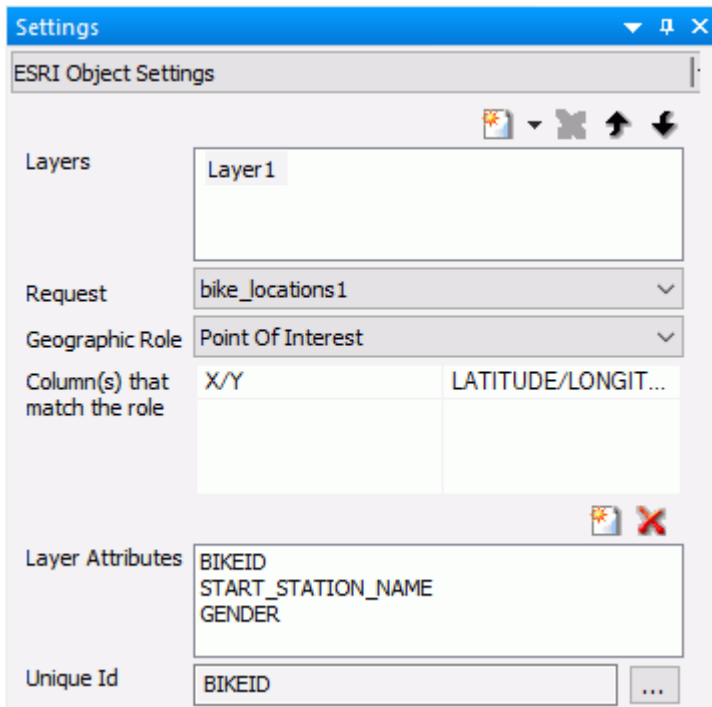 Settings
ESRI Object Settings
Layers
Layer1
Request
bike_locations1
Geographic Role
Point Of Interest
Column(s) that
match the role
X/Y
LATITUDE/LONGIT...
Layer Attributes
BIKEID
START_STATION_NAME
GENDER
Unique Id
BIKEID
...